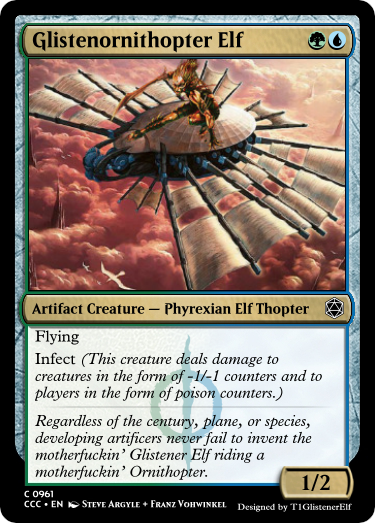 Glistenornithopter Elf
Artifact Creature — Phyrexian Elf Thopter
Flying
Infect (This creature deals damage to
creatures in the form of -1/-1 counters and to
players in the form of poison counters.)
Regardless of the century, plane, or species,
developing artificers never fail to invent the
motherfuckin' Glistener Elf riding a
motherfuckin' Ornithopter.
1/2
C 0961
CCC • EN Steve Argyle + Franz Vohwinkel
Designed by T1GlistenerElf